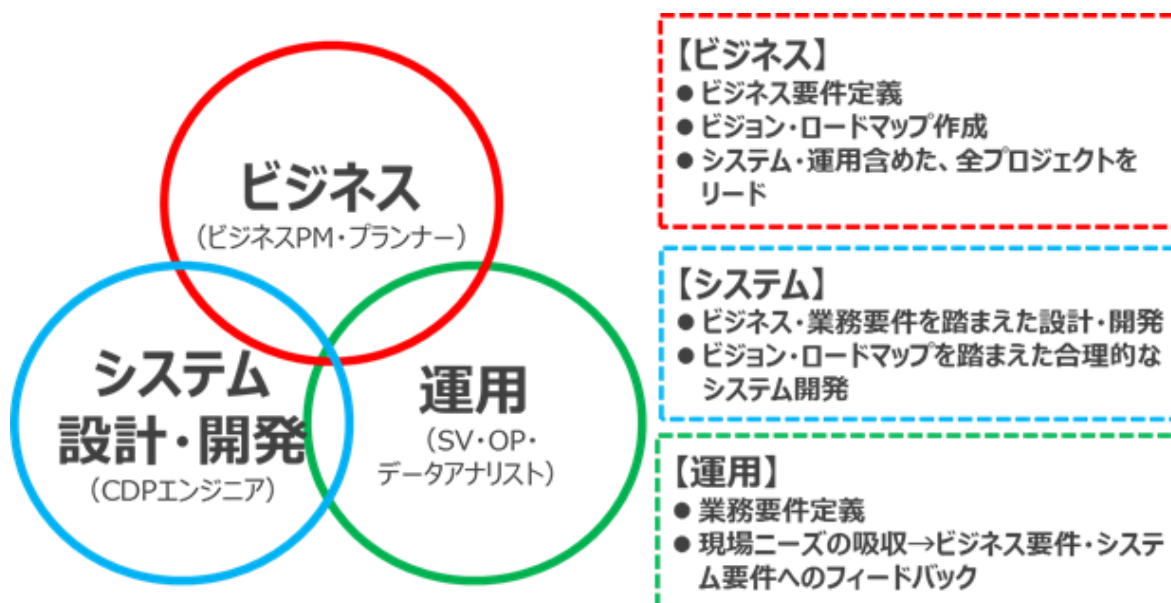 ビジネス
（ビジネスPM・プランナー）
システム
設計・開発
（CDPエンジニア）
運用
（SV・OP・
データアナリスト）
【ビジネス】
● ビジネス要件定義
● ビジョン・ロードマップ作成
● システム・運用含めた、全プロジェクトを
リード
【システム】
● ビジネス・業務要件を踏まえた設計・開発
● ビジョン・ロードマップを踏まえた合理的な
システム開発
【運用】
● 業務要件定義
● 現場ニーズの吸収→ビジネス要件・システ
ム要件へのフィードバック